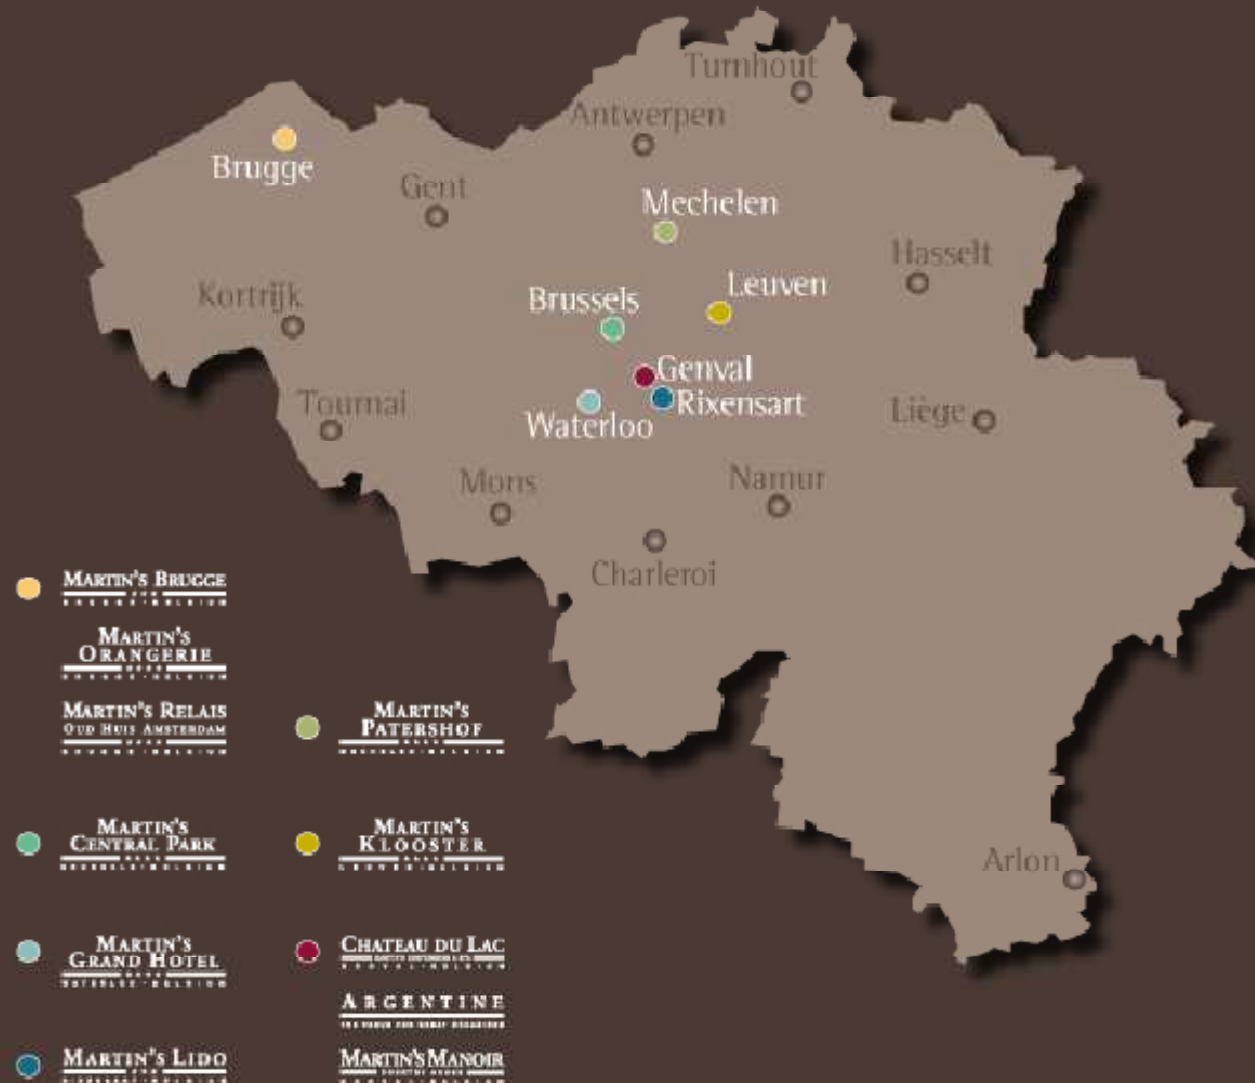 Turnhout
Antwerpen
Brugge
Gent
Mechelen
Hasselt
Leuven
Kortrijk
Brussels
Genval
Rixensart
Tournai
Liège
Waterloo
Mons
Namur
Charleroi
Arlon
MARTIN'S BRUGGE
MARTIN'S
ORANGERIE
MARTIN'S RELAIS
OUD HUIS AMSTERDAM
MARTIN'S
PATERSHOF
MARTIN'S
CENTRAL PARK
MARTIN'S
KLOOSTER
MARTIN'S
GRAND HOTEL
CHATEAU DU LAC
ARGENTINE
MARTIN'S LIDO
MARTIN'S MANOIR